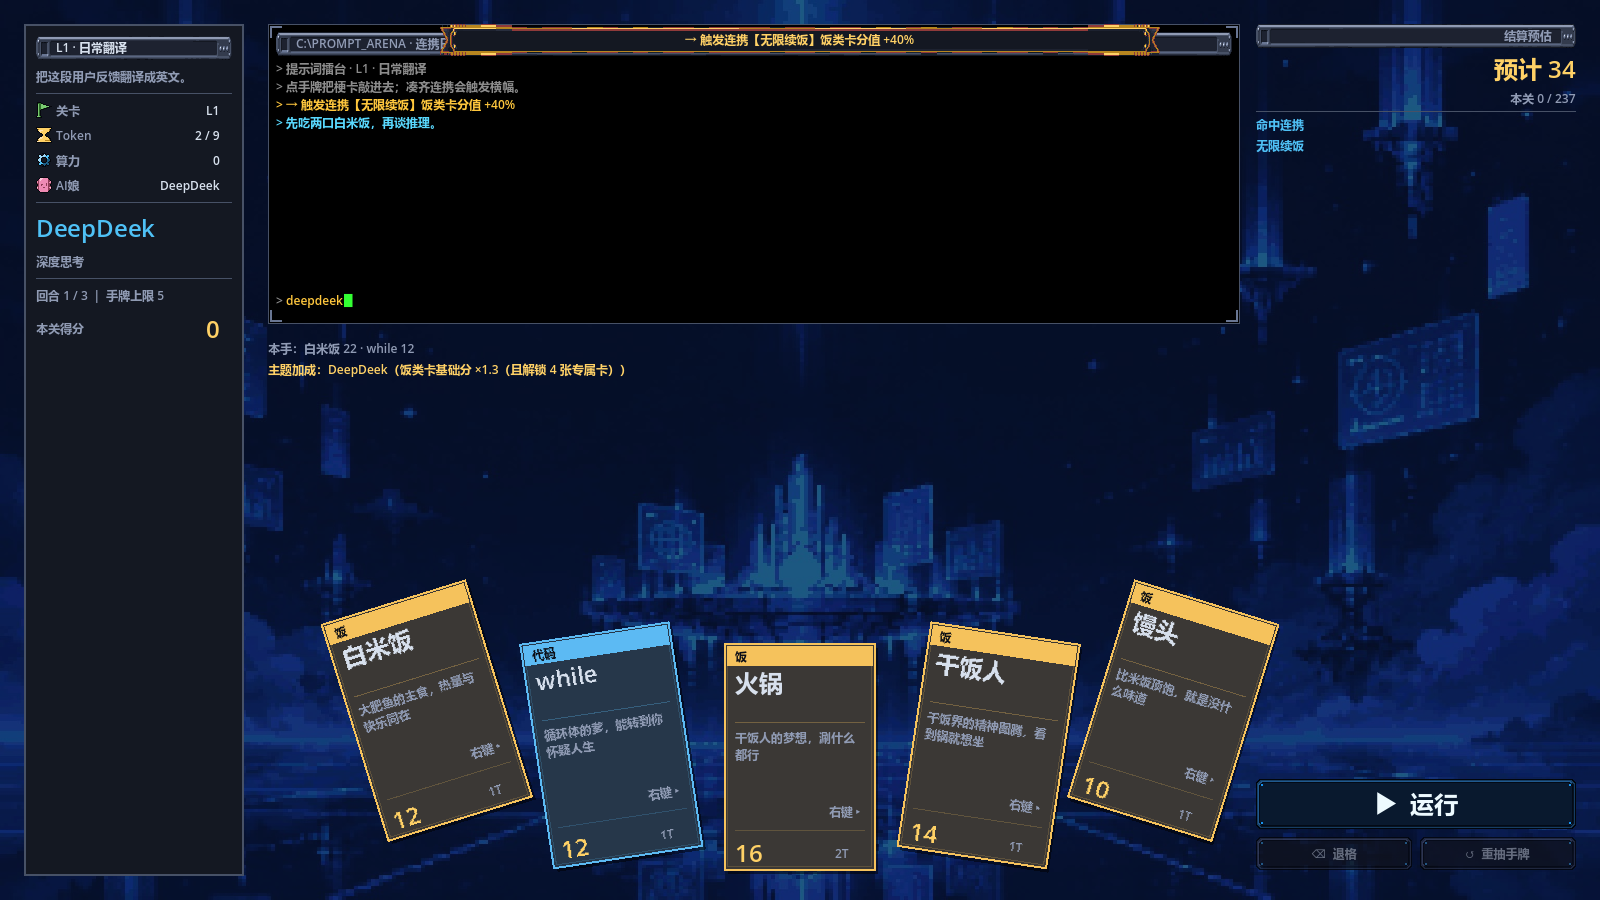 L1 · 日常翻译
把这段用户反馈翻译成英文。
关卡 L1
Token 2 / 9
算力 0
AI娘 DeepDeek
DeepDeek
深度思考
回合 1 / 3 | 手牌上限 5
本关得分 0
C:\PROMPT_ARENA · 连携
→ 触发连携【无限续饭】饭类卡分值 +40%
> 提示词擂台 · L1 · 日常翻译
> 点手牌把梗卡敲进去；凑齐连携会触发横幅。
> → 触发连携【无限续饭】饭类卡分值 +40%
> 先吃两口白米饭，再谈推理。
> deepdeek
本手：白米饭 22 · while 12
主题加成：DeepDeek（饭类卡基础分 ×1.3（且解锁 4 张专属卡））
结算预估
预计 34
本关 0 / 237
命中连携
无限续饭
饭
白米饭
大肥鱼的主食，热量与
快乐同在
右键 ▸
12 1T
代码
while
循环体的爹，能转到你
怀疑人生
右键 ▸
12 1T
饭
火锅
干饭人的梦想，涮什么
都行
右键 ▸
16 2T
饭
干饭人
干饭界的精神图腾，看
到锅就想坐
右键 ▸
14 1T
饭
馒头
比米饭顶饱，就是没什
么味道
右键 ▸
10 1T
▶ 运行
⌫ 退格
↺ 重抽手牌